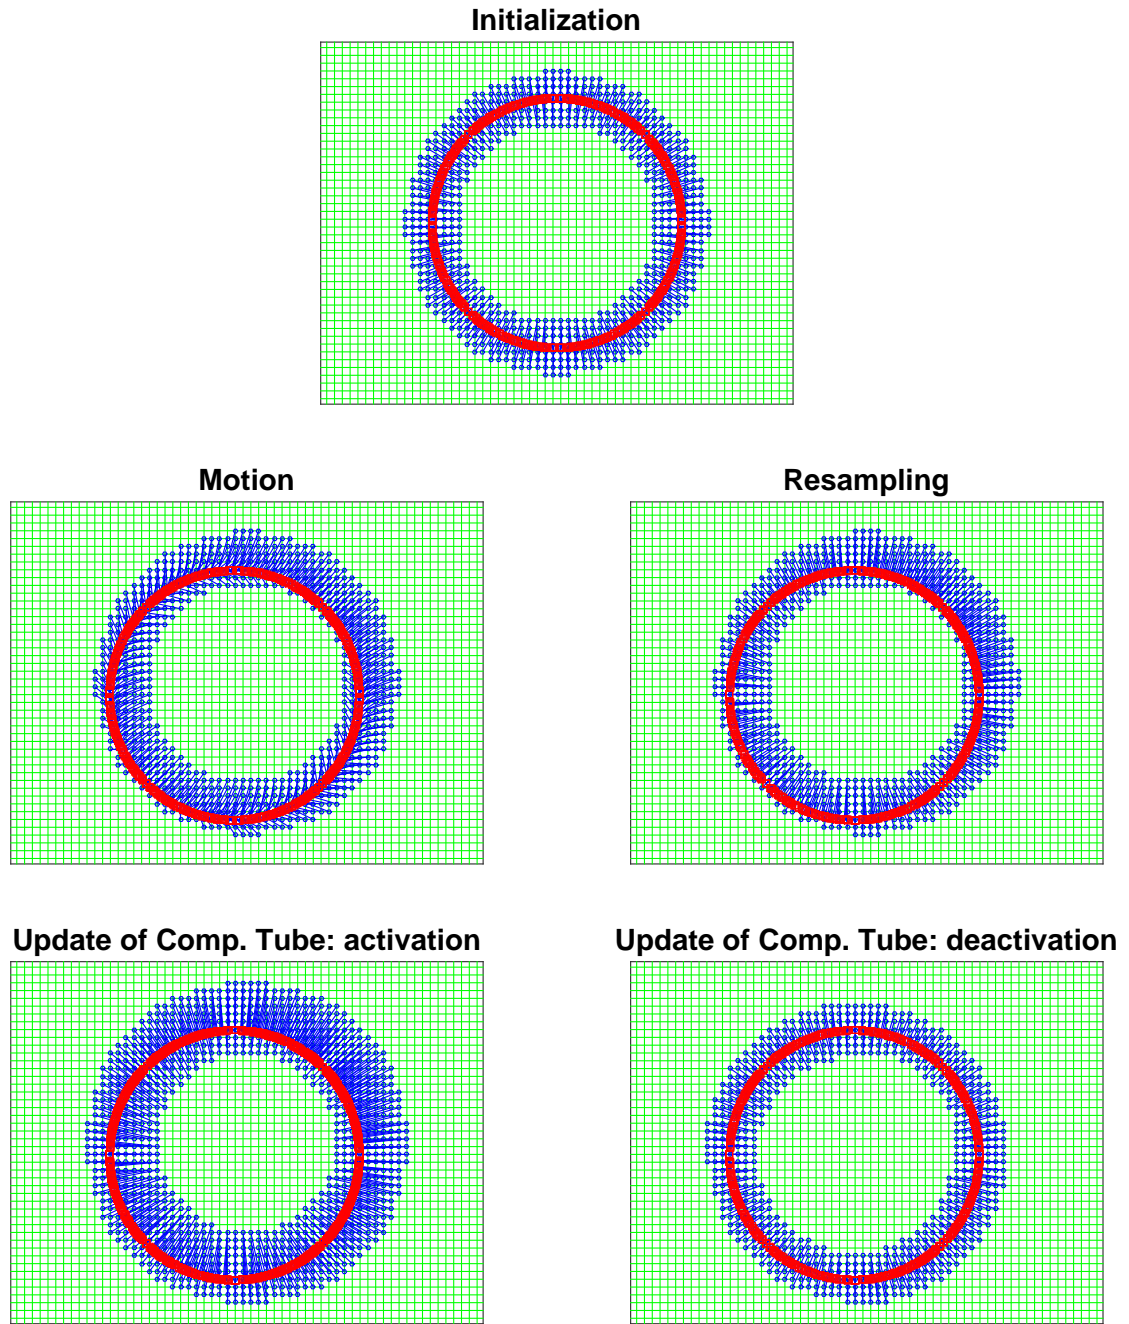 Initialization
Motion
Resampling
Update of Comp. Tube: activation
Update of Comp. Tube: deactivation